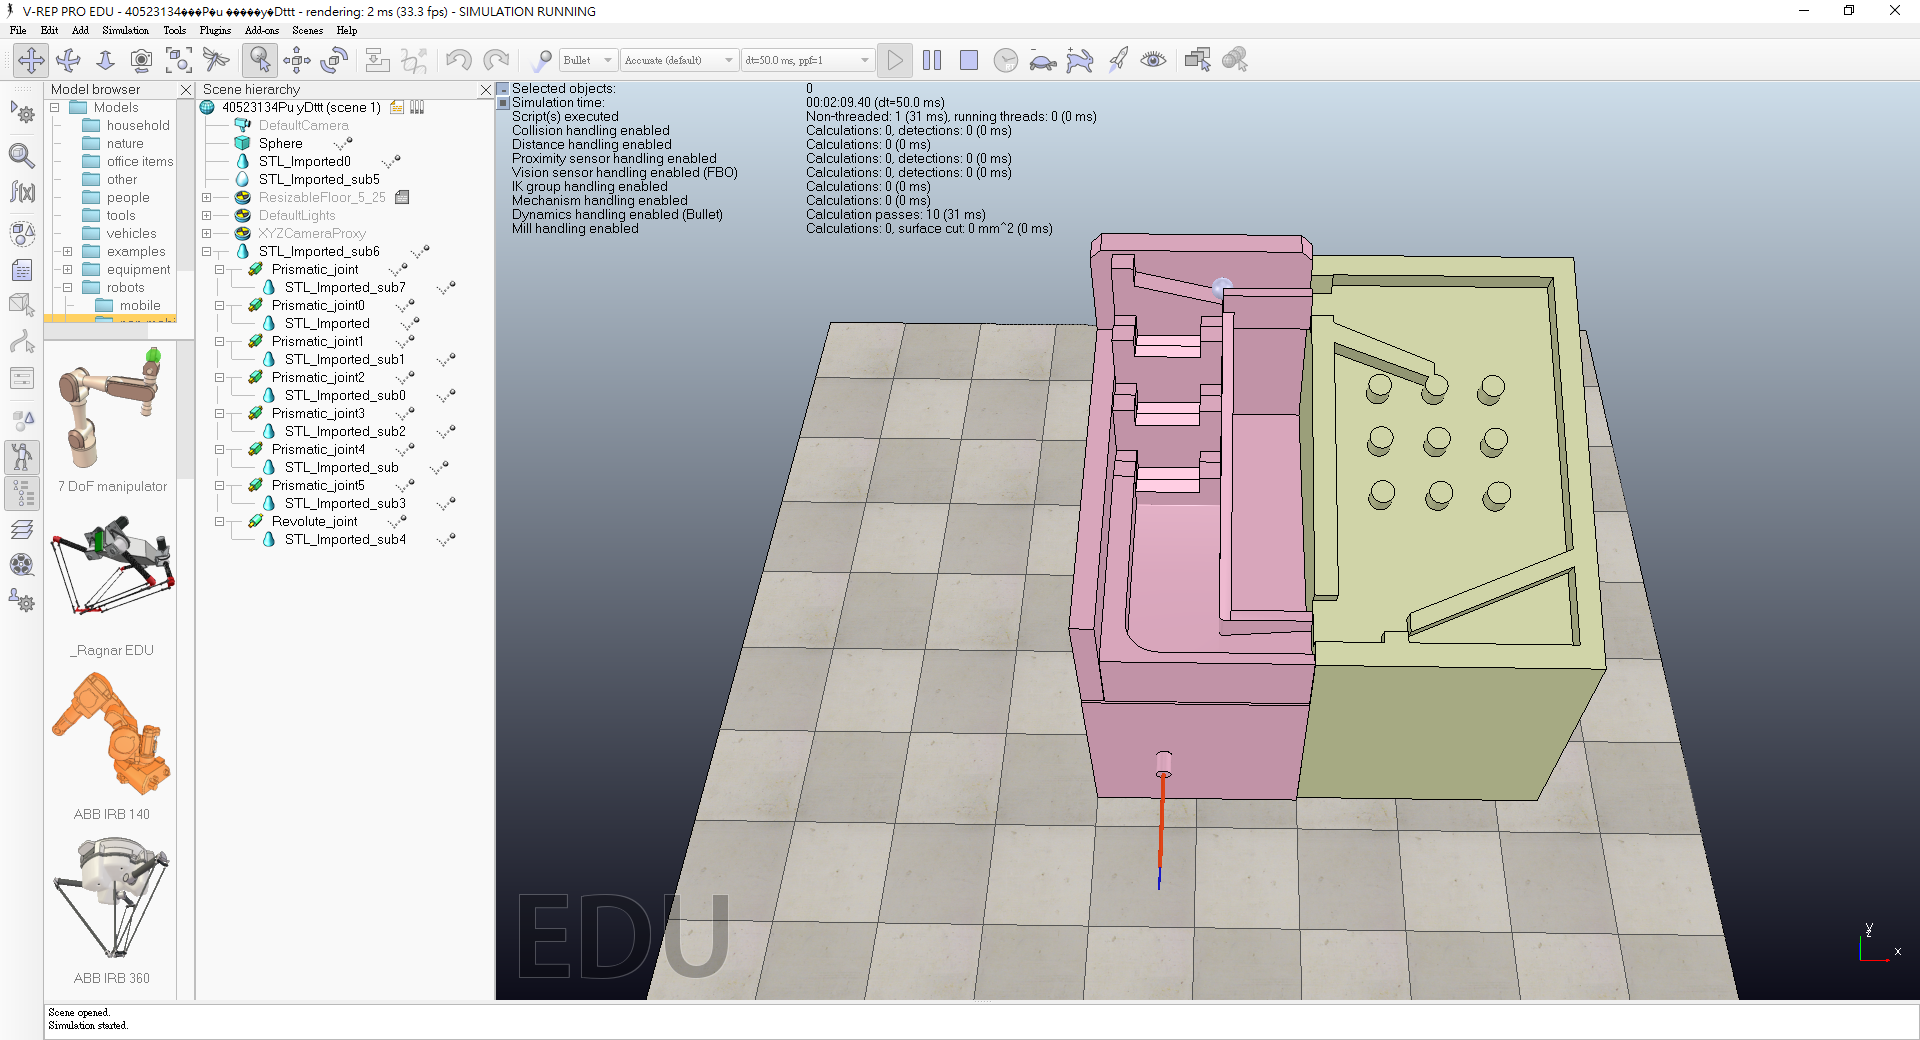 V-REP PRO EDU - 40523134���P�u �����y�Dttt - rendering: 2 ms (33.3 fps) - SIMULATION RUNNING
File Edit Add Simulation Tools Plugins Add-ons Scenes Help
Bullet Accurate (default) dt=50.0 ms, ppf=1
Model browser
Models
household
nature
office items
other
people
tools
vehicles
examples
equipment
robots
mobile
7 DoF manipulator
_Ragnar EDU
ABB IRB 140
ABB IRB 360
Scene hierarchy
40523134Pu yDttt (scene 1)
DefaultCamera
Sphere
STL_Imported0
STL_Imported_sub5
ResizableFloor_5_25
DefaultLights
XYZCameraProxy
STL_Imported_sub6
Prismatic_joint
STL_Imported_sub7
Prismatic_joint0
STL_Imported
Prismatic_joint1
STL_Imported_sub1
Prismatic_joint2
STL_Imported_sub0
Prismatic_joint3
STL_Imported_sub2
Prismatic_joint4
STL_Imported_sub
Prismatic_joint5
STL_Imported_sub3
Revolute_joint
STL_Imported_sub4
Selected objects: 0
Simulation time: 00:02:09.40 (dt=50.0 ms)
Script(s) executed Non-threaded: 1 (31 ms), running threads: 0 (0 ms)
Collision handling enabled Calculations: 0, detections: 0 (0 ms)
Distance handling enabled Calculations: 0 (0 ms)
Proximity sensor handling enabled Calculations: 0, detections: 0 (0 ms)
Vision sensor handling enabled (FBO) Calculations: 0, detections: 0 (0 ms)
IK group handling enabled Calculations: 0 (0 ms)
Mechanism handling enabled Calculations: 0 (0 ms)
Dynamics handling enabled (Bullet) Calculation passes: 10 (31 ms)
Mill handling enabled Calculations: 0, surface cut: 0 mm^2 (0 ms)
EDU
y
z
x
Scene opened.
Simulation started.